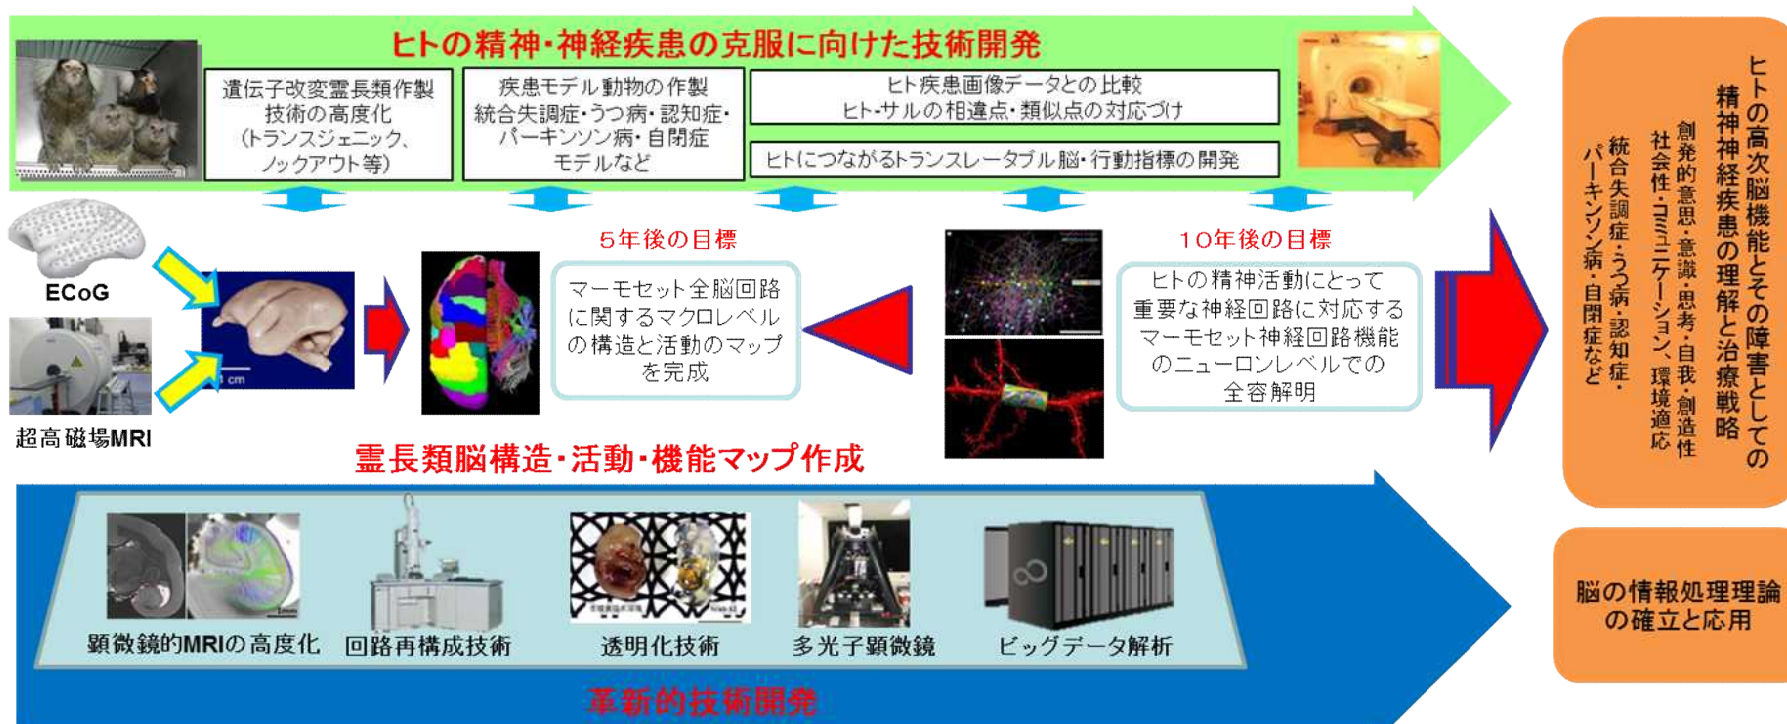 ヒトの精神・神経疾患の克服に向けた技術開発
遺伝子改変霊長類作製
技術の高度化
(トランスジェニック、
ノックアウト等)
疾患モデル動物の作製
統合失調症・うつ病・認知症・
パーキンソン病・自閉症
モデルなど
ヒト疾患画像データとの比較
ヒト-サルの相違点・類似点の対応づけ
ヒトにつながるトランスレータブル脳・行動指標の開発
ECoG
超高磁場MRI
1 cm
5年後の目標
マーモセット全脳回路
に関するマクロレベル
の構造と活動のマップ
を完成
10年後の目標
ヒトの精神活動にとって
重要な神経回路に対応する
マーモセット神経回路機能
のニューロンレベルでの
全容解明
霊長類脳構造・活動・機能マップ作成
1mm
顕微鏡的MRIの高度化
回路再構成技術
透明化技術
多光子顕微鏡
ビッグデータ解析
革新的技術開発
ヒトの高次脳機能とその障害としての
精神神経疾患の理解と治療戦略
創発的意思・意識・思考・自我・創造性
社会性・コミュニケーション、環境適応
統合失調症・うつ病・認知症・
パーキンソン病・自閉症など
脳の情報処理理論
の確立と応用